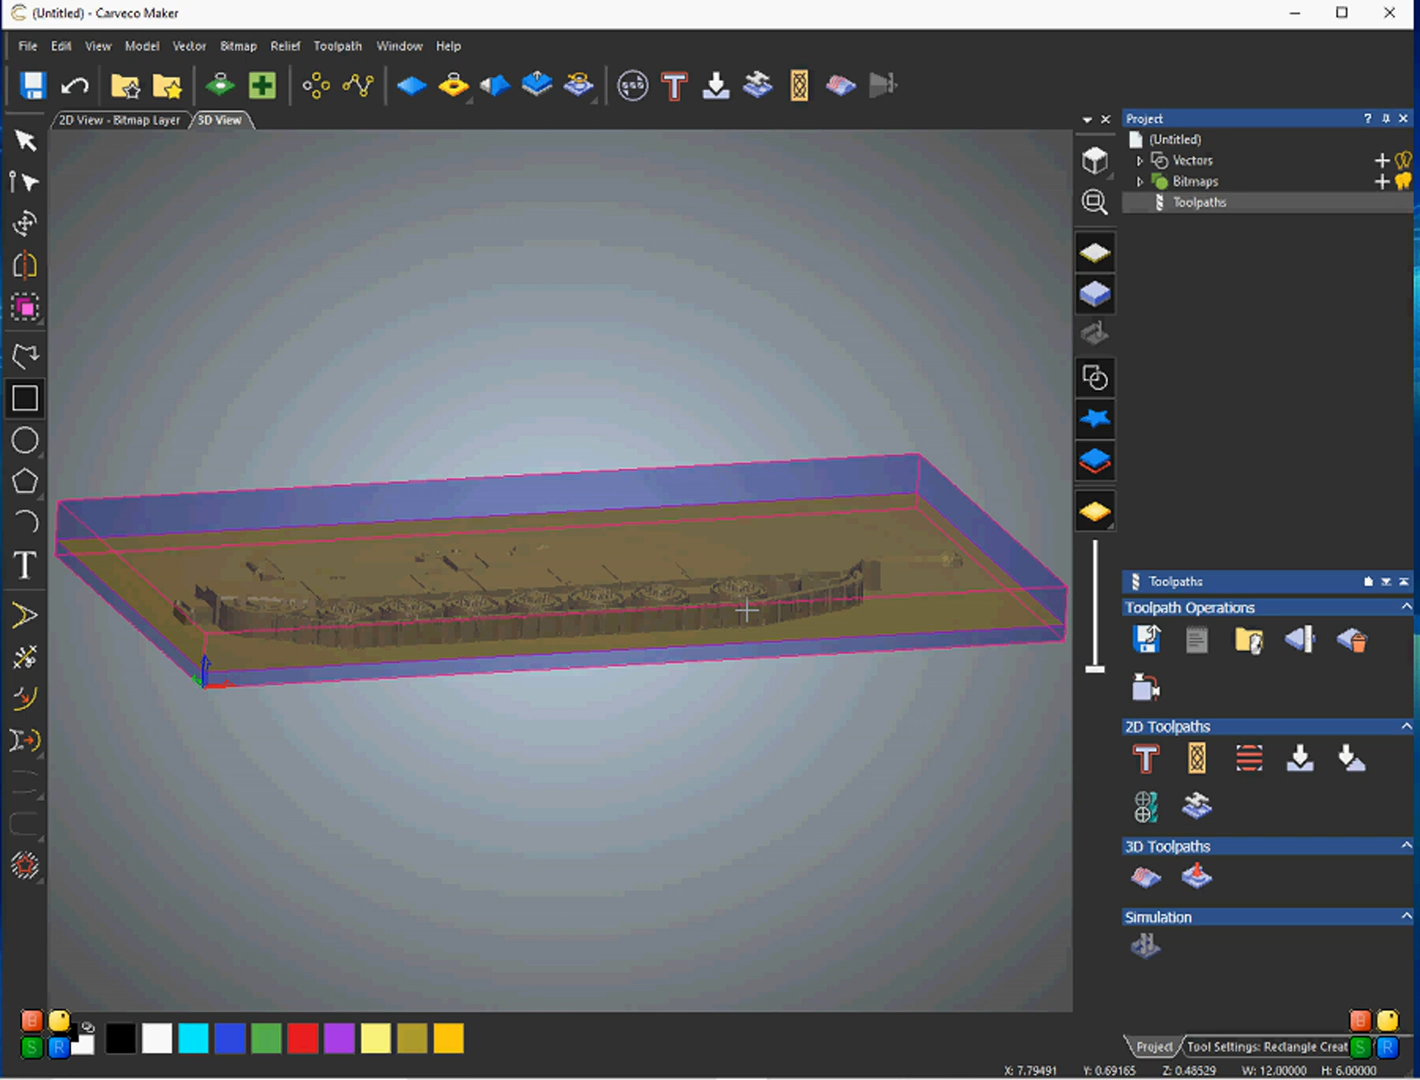 (Untitled) - Carveco Maker
File Edit View Model Vector Bitmap Relief Toolpath Window Help
2D View - Bitmap Layer 3D View
Project
(Untitled)
Vectors
Bitmaps
Toolpaths
T
Toolpaths
Toolpath Operations
2D Toolpaths
3D Toolpaths
Simulation
B
S R
B
S R
Project Tool Settings: Rectangle Creat
X: 7.79491 Y: 0.69165 Z: 0.48529 W: 12.00000 H: 6.00000